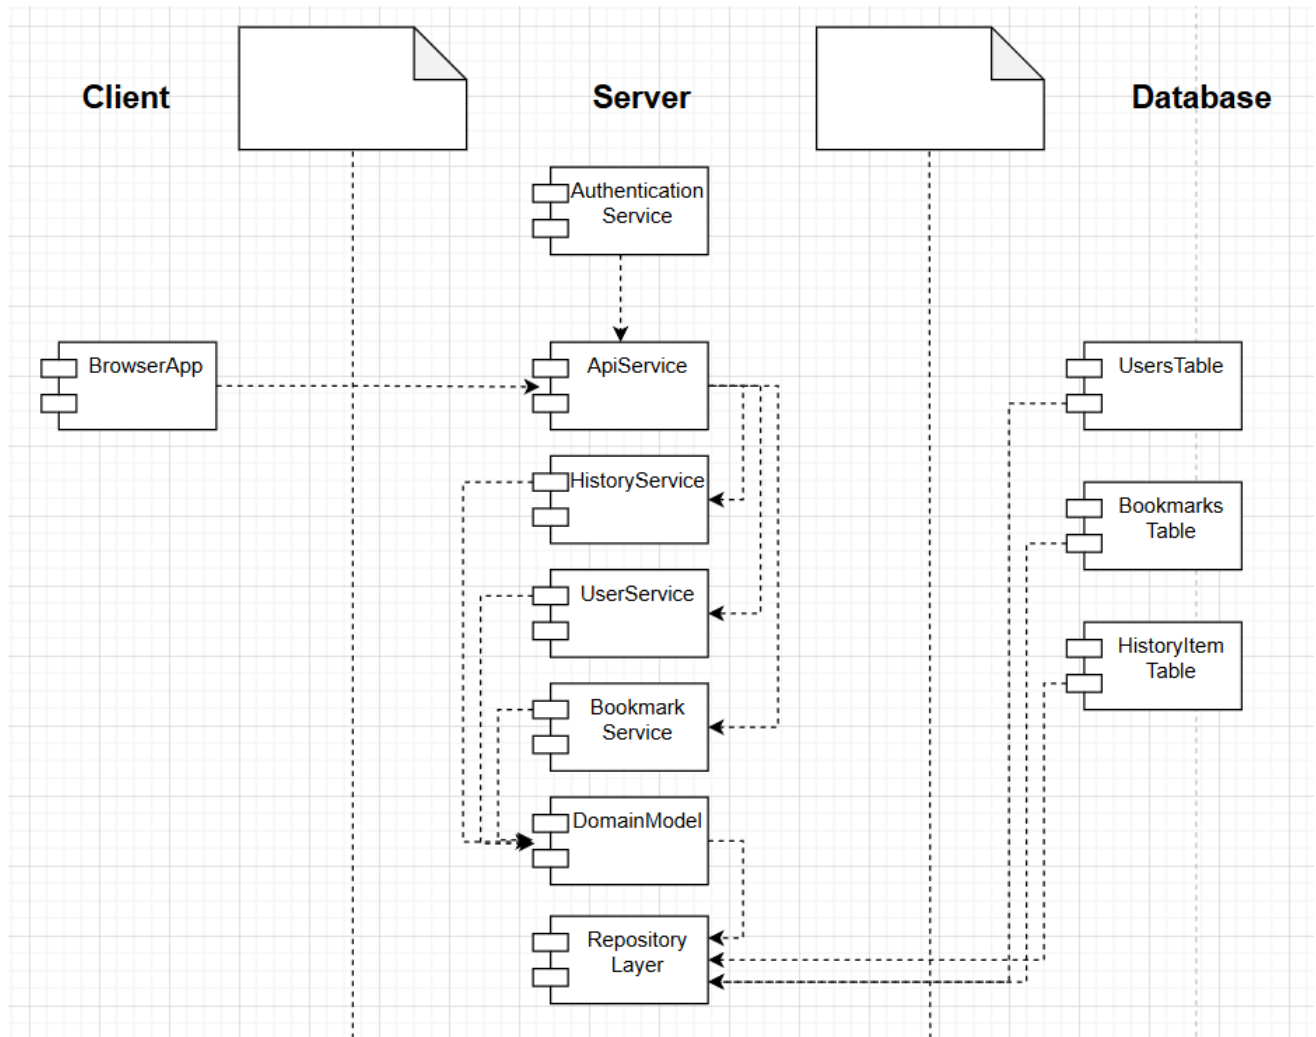 Client
Server
Database
Authentication
Service
BrowserApp
ApiService
UsersTable
HistoryService
Bookmarks
Table
UserService
HistoryItem
Table
Bookmark
Service
DomainModel
Repository
Layer